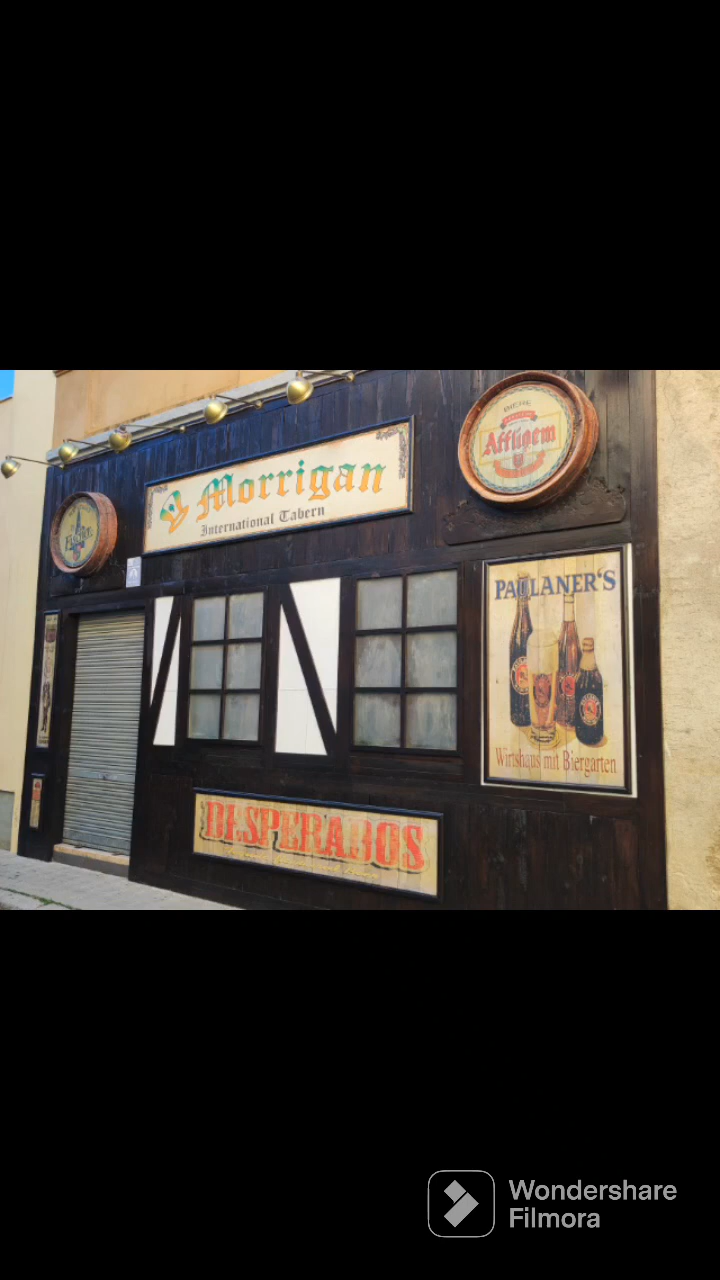 Morrigan
International Tabern
Affligem
PAULANER'S
Wirtshaus mit Biergarten
DESPERADOS
Wondershare
Filmora